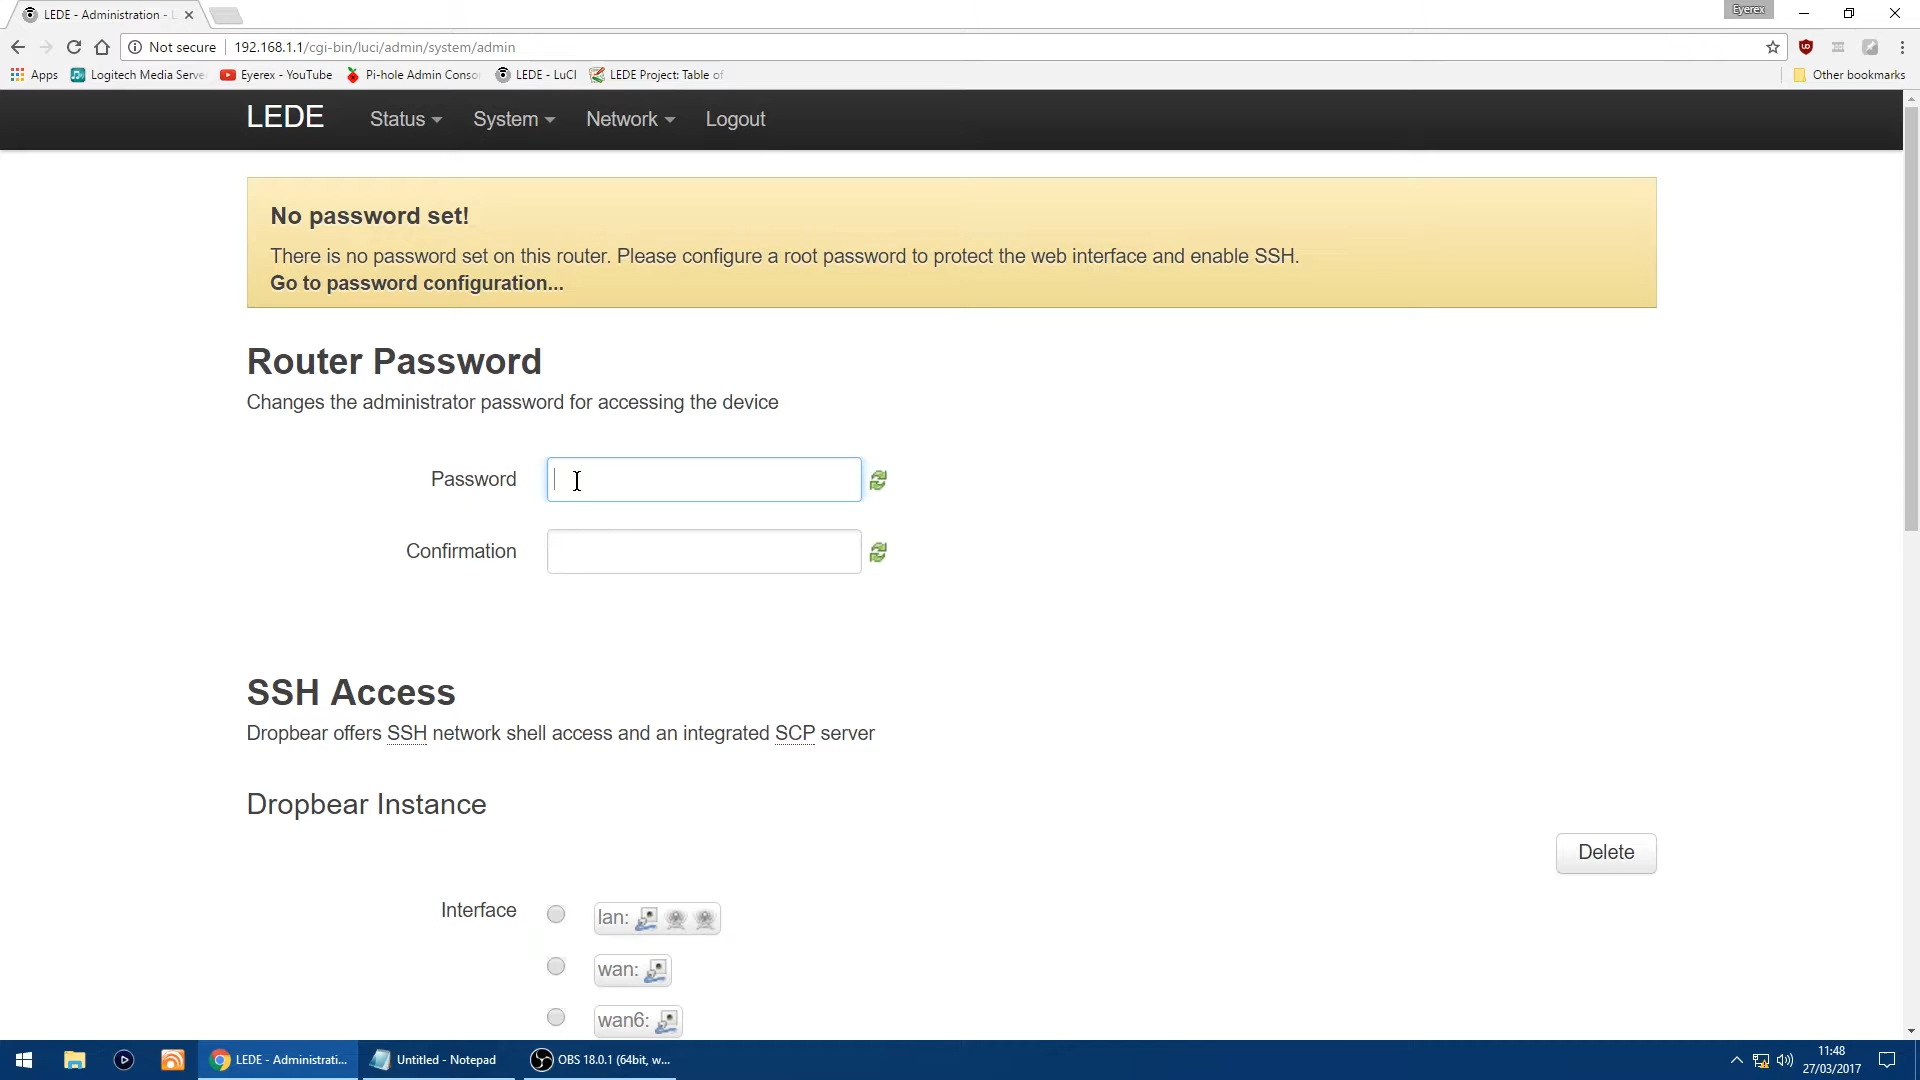 LEDE - Administration - L
Eyerex
Not secure
192.168.1.1/cgi-bin/luci/admin/system/admin
Apps
Logitech Media Serve
Eyerex - YouTube
Pi-hole Admin Conso
LEDE - LuCI
LEDE Project: Table of
Other bookmarks
LEDE
Status
System
Network
Logout
No password set!
There is no password set on this router. Please configure a root password to protect the web interface and enable SSH.
Go to password configuration...
Router Password
Changes the administrator password for accessing the device
Password
Confirmation
SSH Access
Dropbear offers SSH network shell access and an integrated SCP server
Dropbear Instance
Delete
Interface
lan:
wan:
wan6:
LEDE - Administrati...
Untitled - Notepad
OBS 18.0.1 (64bit, w...
11:48
27/03/2017